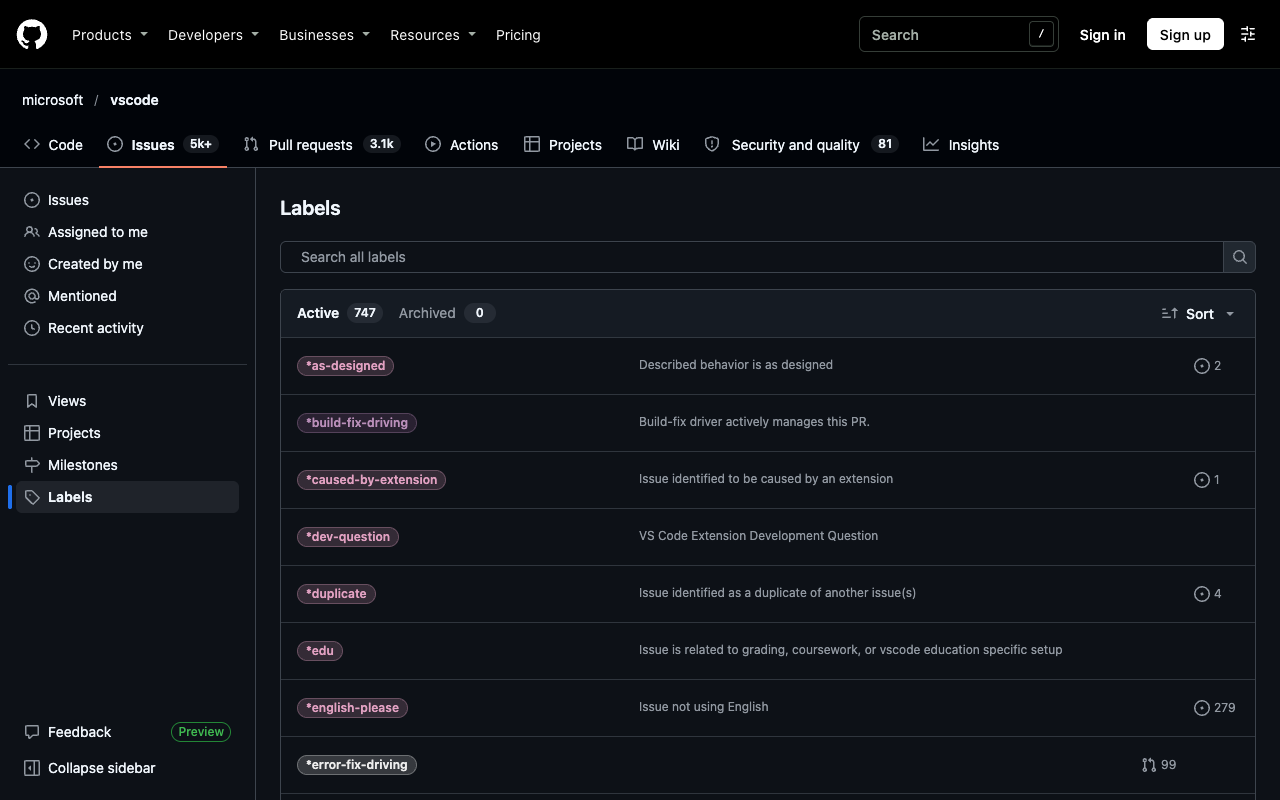 Products Developers Businesses Resources Pricing Search / Sign in Sign up
microsoft / vscode
Code Issues 5k+ Pull requests 3.1k Actions Projects Wiki Security and quality 81 Insights
Issues
Assigned to me
Created by me
Mentioned
Recent activity
Views
Projects
Milestones
Labels
Feedback Preview
Collapse sidebar
Labels
Search all labels
Active 747 Archived 0 Sort
*as-designed Described behavior is as designed 2
*build-fix-driving Build-fix driver actively manages this PR.
*caused-by-extension Issue identified to be caused by an extension 1
*dev-question VS Code Extension Development Question
*duplicate Issue identified as a duplicate of another issue(s) 4
*edu Issue is related to grading, coursework, or vscode education specific setup
*english-please Issue not using English 279
*error-fix-driving 99